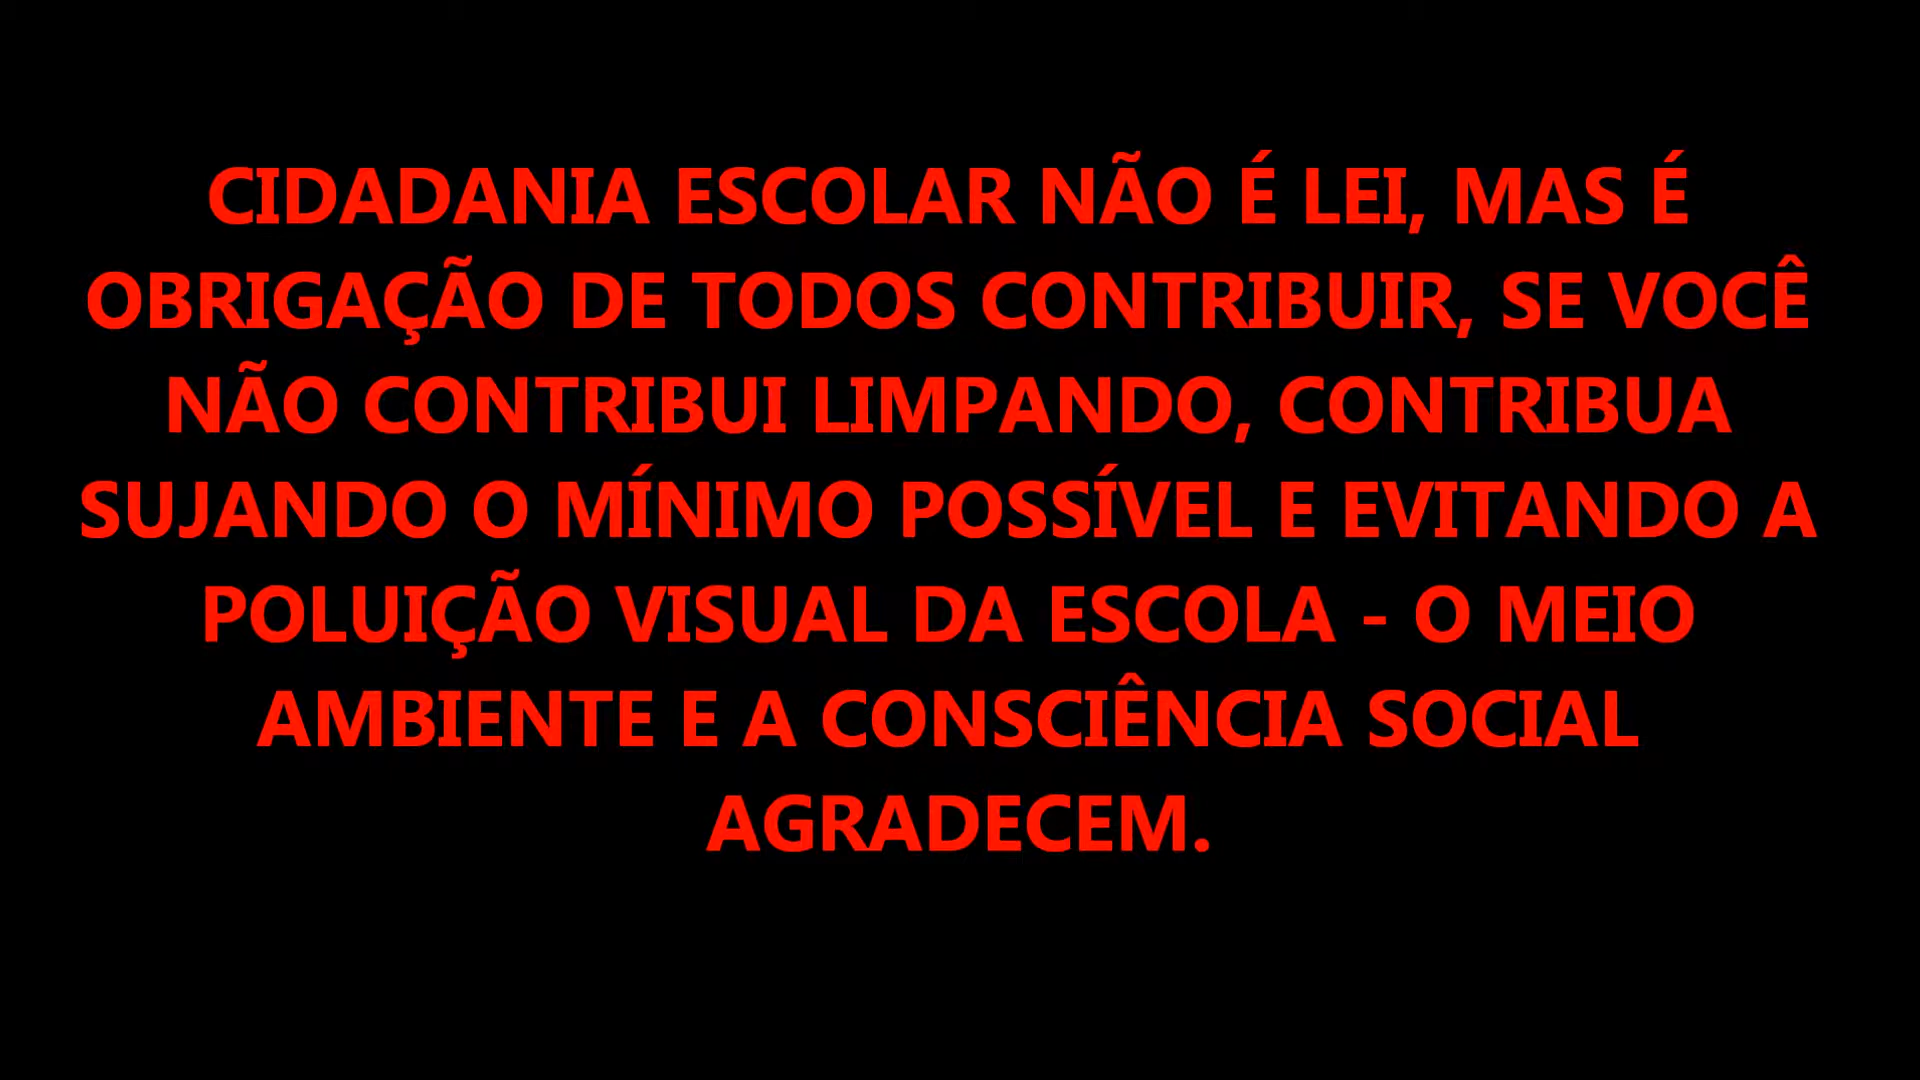 CIDADANIA ESCOLAR NÃO É LEI, MAS É
OBRIGAÇÃO DE TODOS CONTRIBUIR, SE VOCÊ
NÃO CONTRIBUI LIMPANDO, CONTRIBUA
SUJANDO O MÍNIMO POSSÍVEL E EVITANDO A
POLUIÇÃO VISUAL DA ESCOLA - O MEIO
AMBIENTE E A CONSCIÊNCIA SOCIAL
AGRADECEM.